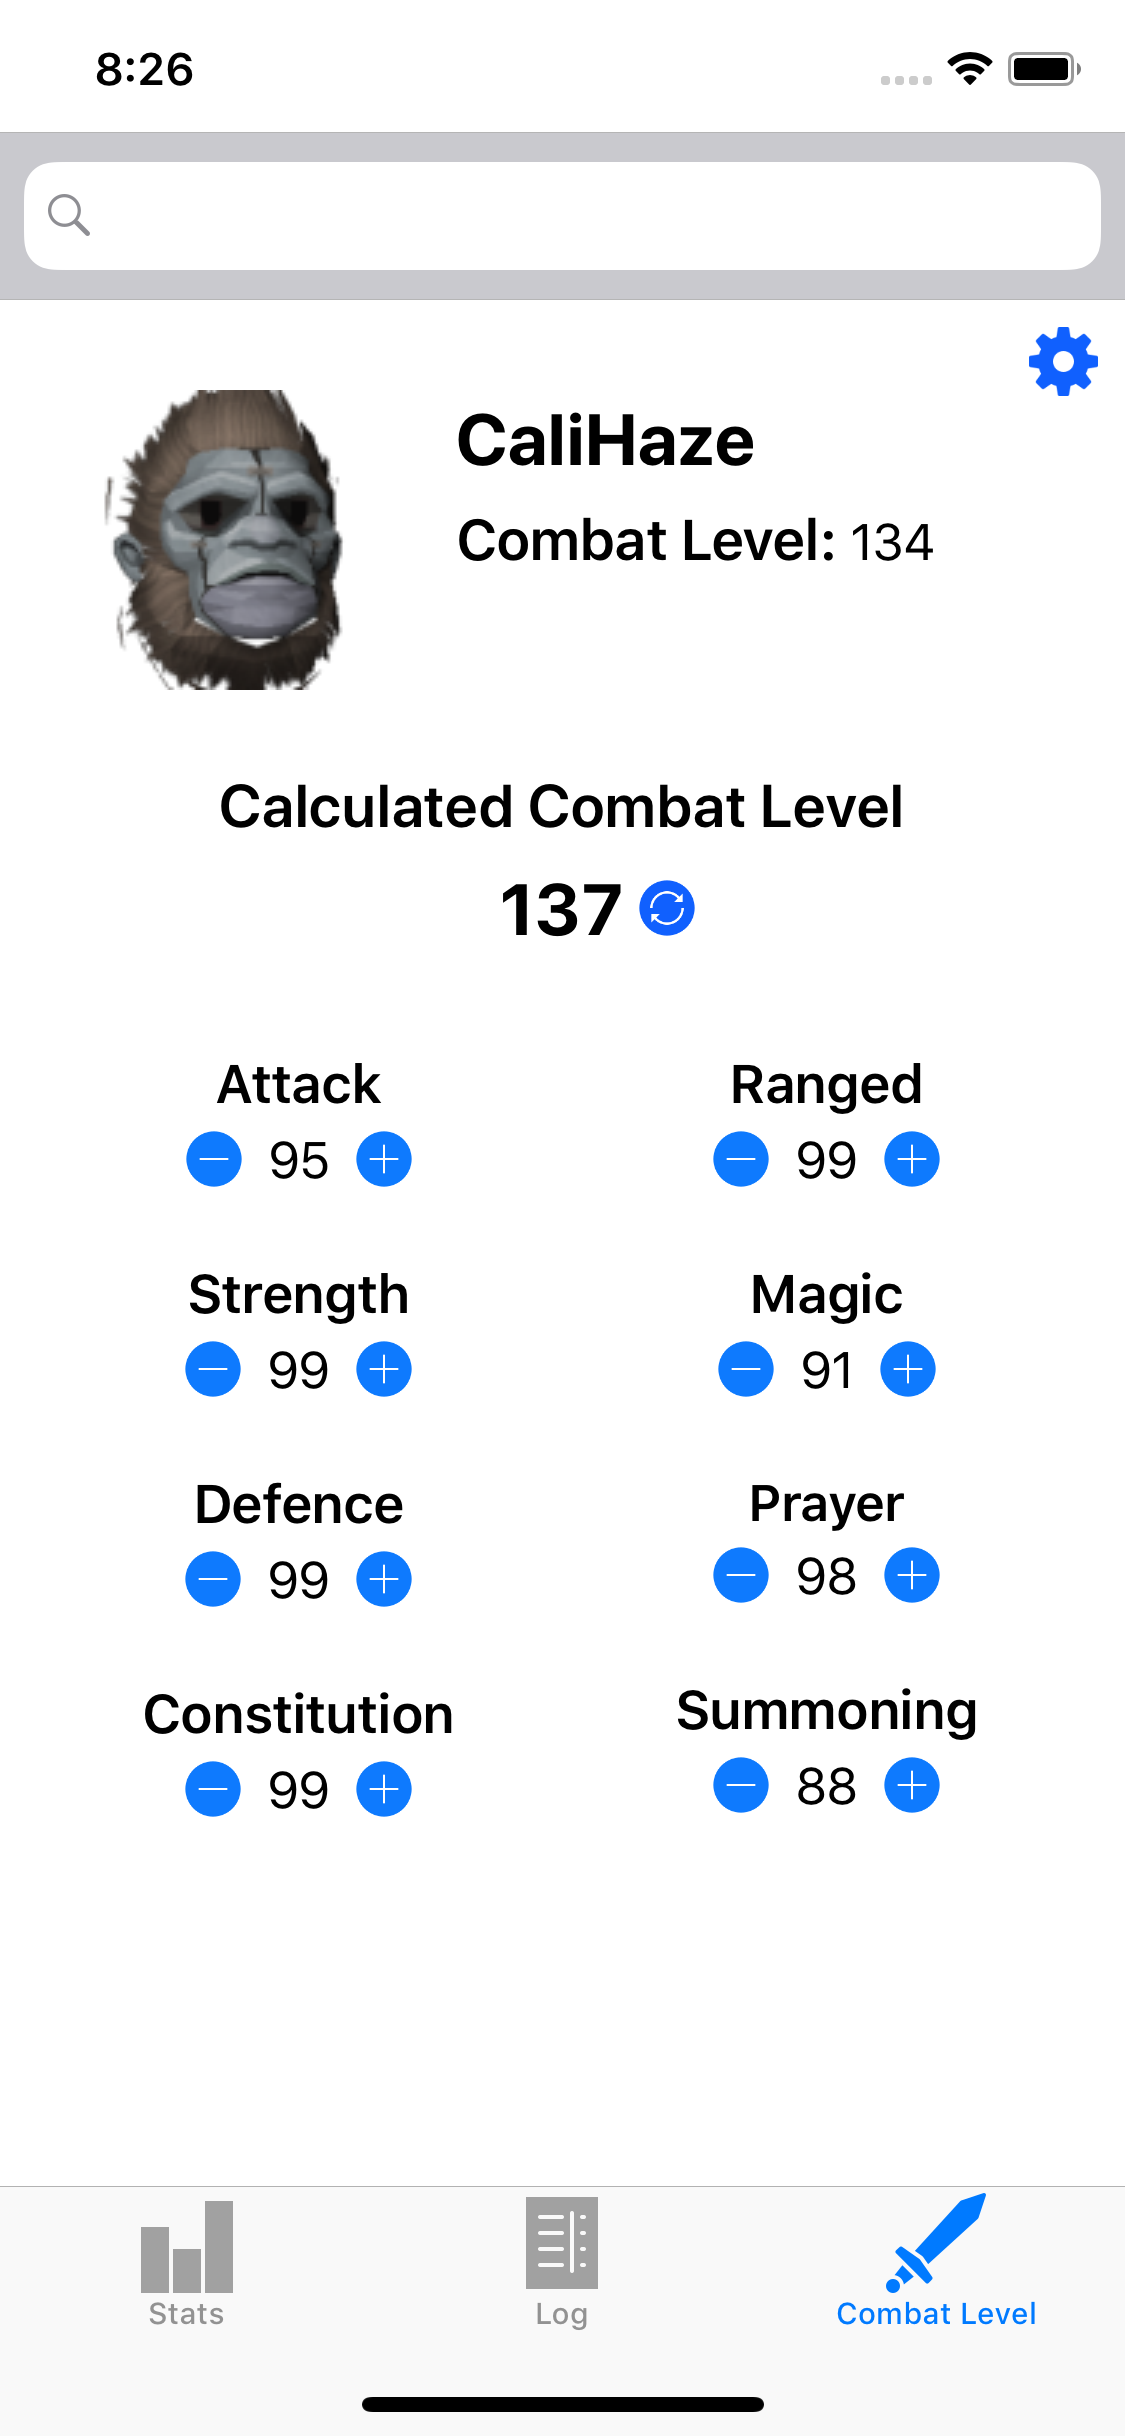 8:26
CaliHaze
Combat Level: 134
Calculated Combat Level
137
Attack
95
Ranged
99
Strength
99
Magic
91
Defence
99
Prayer
98
Constitution
99
Summoning
88
Stats
Log
Combat Level